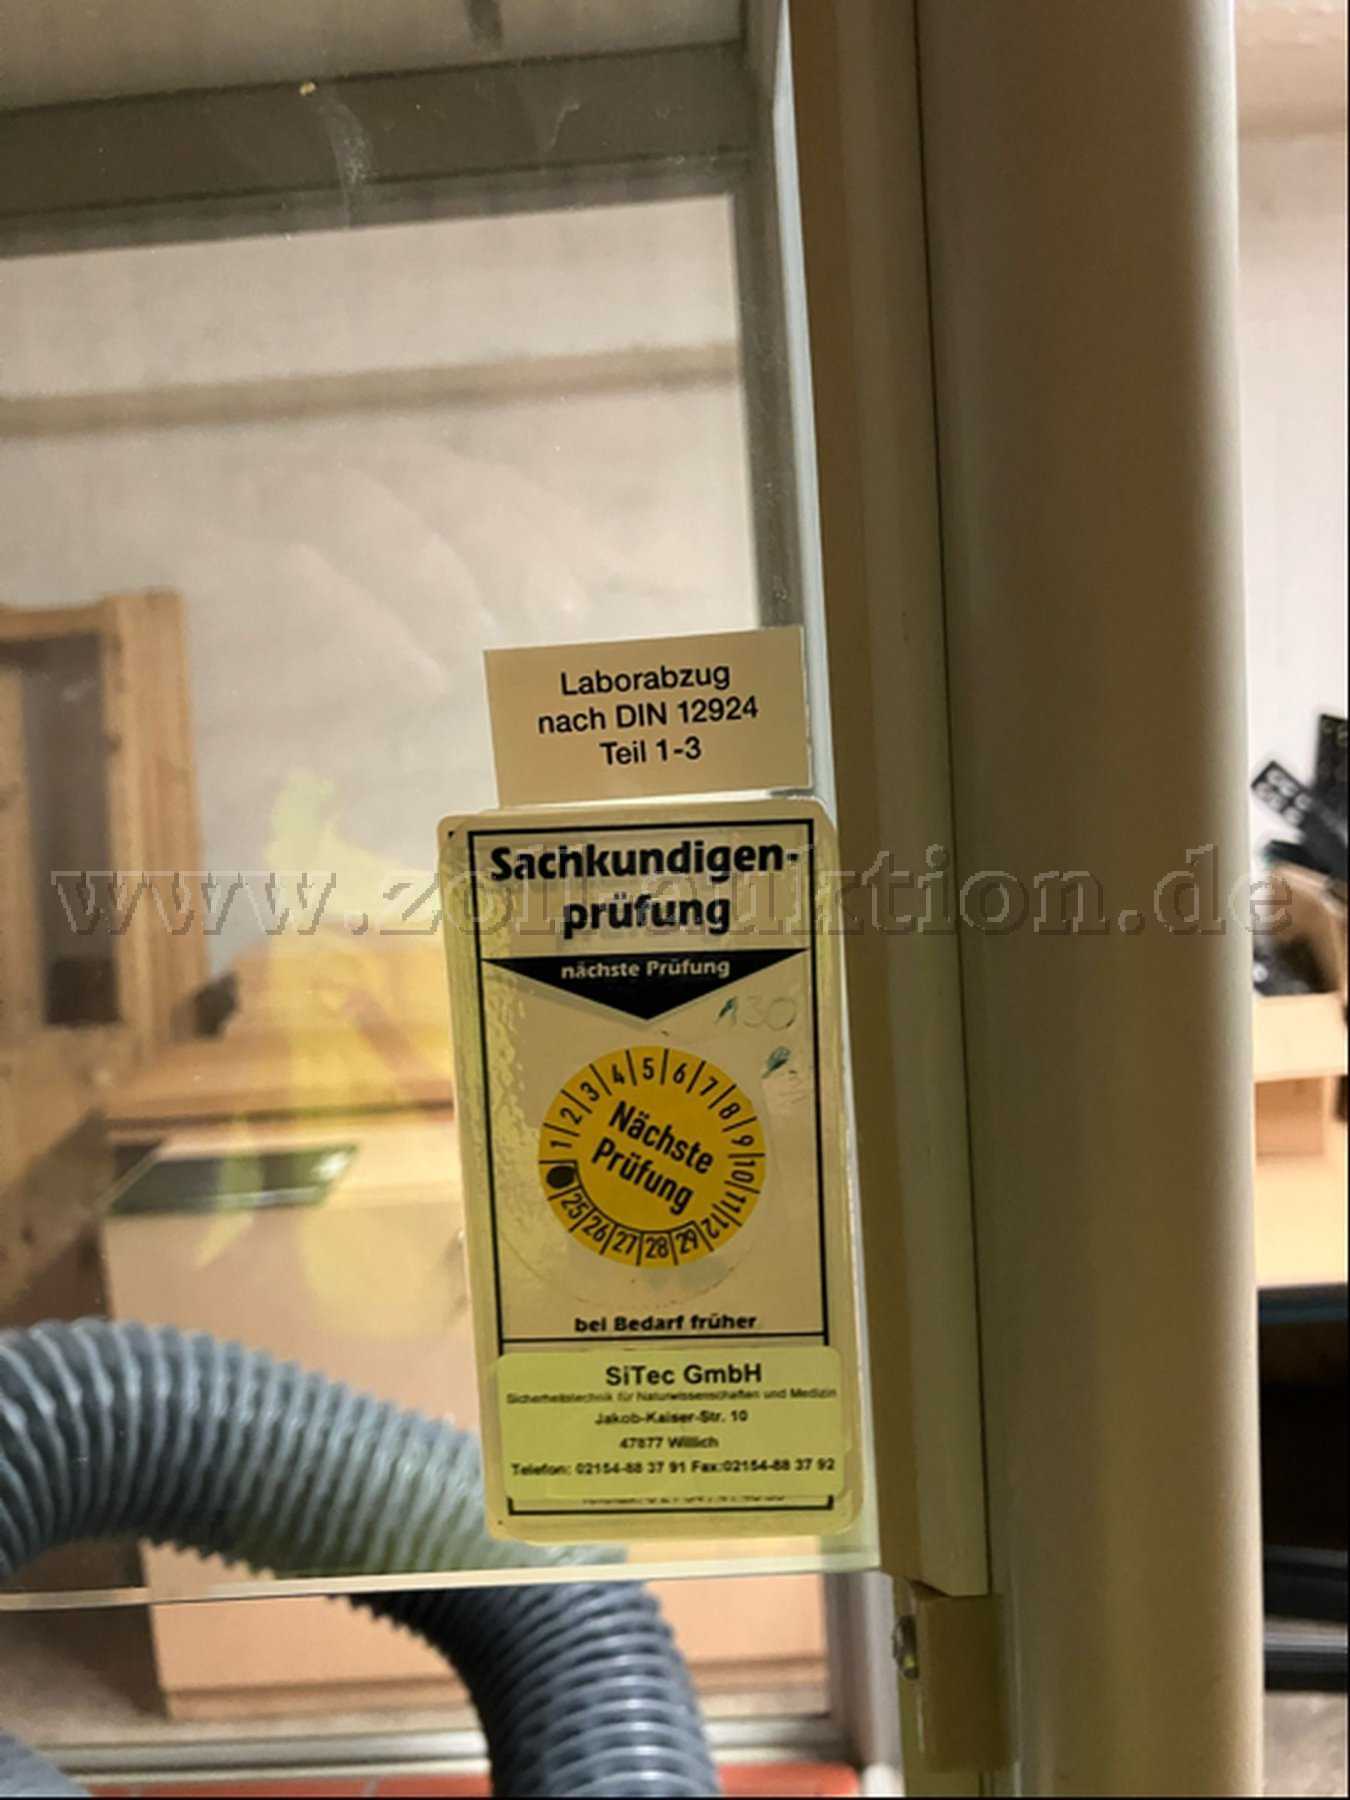 Laborabzug
nach DIN 12924
Teil 1-3
Sachkundigen-
prüfung
www.zoll-auktion.de
nächste Prüfung
A30
1 2 3 4 5 6 7 8 9 10 11 12
Nächste
Prüfung
25 26 27 28 29
bei Bedarf früher
SiTec GmbH
Sicherheitstechnik für Naturwissenschaften und Medizin
Jakob-Kaiser-Str. 10
47877 Willich
Telefon: 02154-88 37 91 Fax:02154-88 37 92